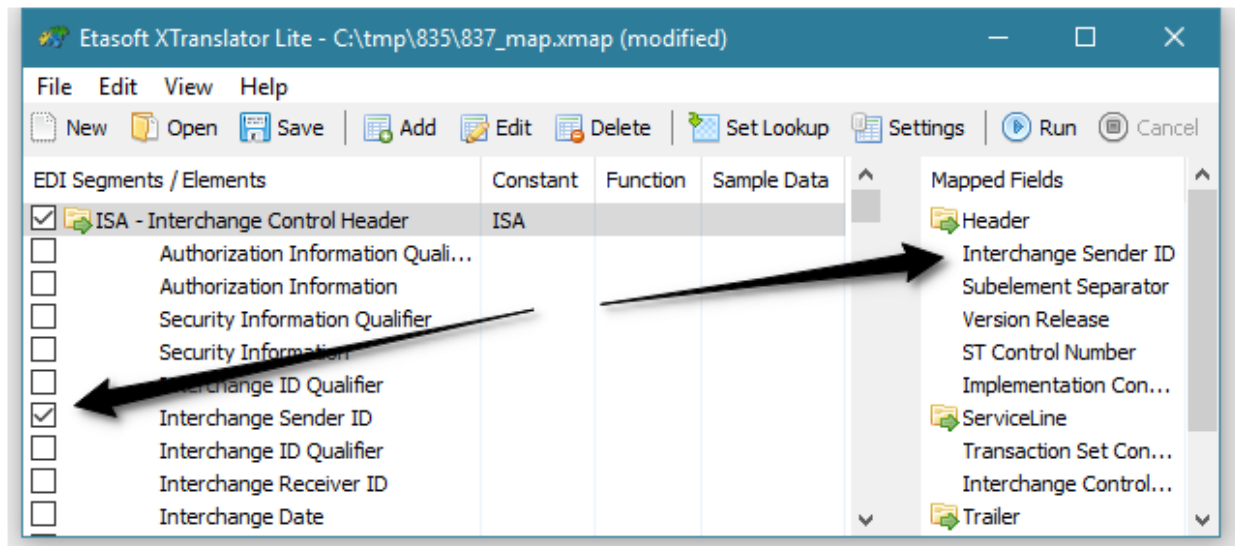 Etasoft XTranslator Lite - C:\tmp\835\837_map.xmap (modified)
File Edit View Help
New Open Save Add Edit Delete Set Lookup Settings Run Cancel
EDI Segments / Elements Constant Function Sample Data Mapped Fields
ISA - Interchange Control Header ISA Header
Authorization Information Quali... Interchange Sender ID
Authorization Information Subelement Separator
Security Information Qualifier Version Release
Security Information ST Control Number
Interchange ID Qualifier Implementation Con...
Interchange Sender ID ServiceLine
Interchange ID Qualifier Transaction Set Con...
Interchange Receiver ID Interchange Control...
Interchange Date Trailer